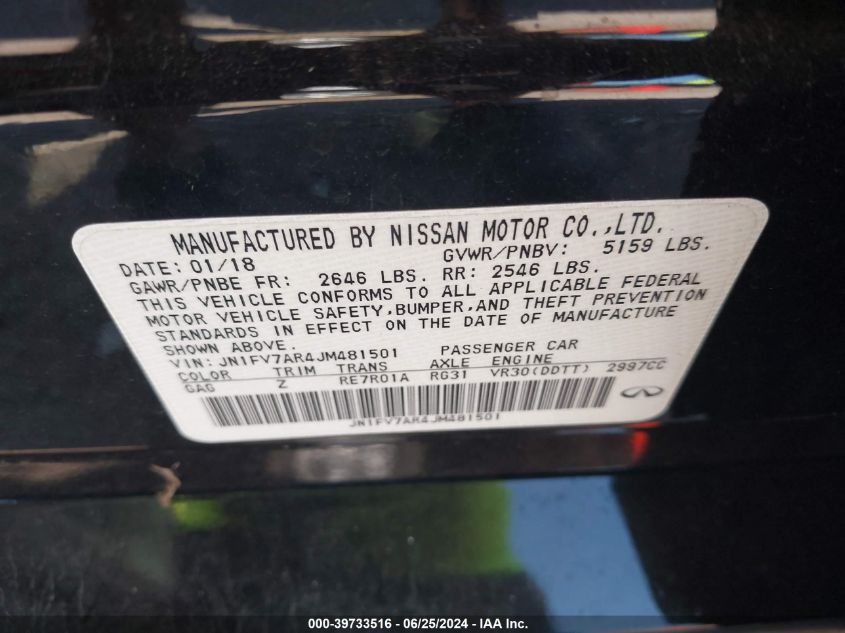 MANUFACTURED BY NISSAN MOTOR CO.,LTD.
DATE: 01/18 GVWR/PNBV: 5159 LBS.
GAWR/PNBE FR: 2646 LBS. RR: 2546 LBS.
THIS VEHICLE CONFORMS TO ALL APPLICABLE FEDERAL
MOTOR VEHICLE SAFETY,BUMPER,AND THEFT PREVENTION
STANDARDS IN EFFECT ON THE DATE OF MANUFACTURE
SHOWN ABOVE.
VIN: JN1FV7AR4JM481501 PASSENGER CAR
COLOR TRIM TRANS AXLE ENGINE
GAG Z RE7R01A RG31 VR30(DDTT) 2997CC
JN1FV7AR4JM481501
000-39733516 - 06/25/2024 - IAA Inc.